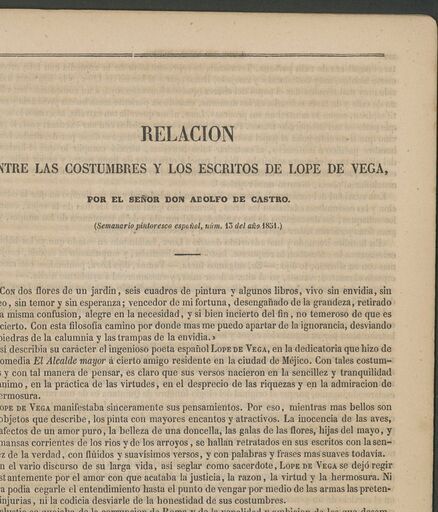 RELACION
NTRE LAS COSTUMBRES Y LOS ESCRITOS DE LOPE DE VEGA,
POR EL SEÑOR DON ADOLFO DE CASTRO.
(Semanario pintoresco español, núm. 13 del año 1851.)
CON dos flores de un jardin, seis cuadros de pintura y algunos libros, vivo sin envidia, sin
eo, sin temor y sin esperanza; vencedor de mi fortuna, desengañado de la grandeza, retirado
a misma confusion, alegre en la necesidad, y si bien incierto del fin, no temeroso de que es
cierto. Con esta filosofía camino por donde mas me puedo apartar de la ignorancia, desviando
piedras de la calumnia y las trampas de la envidia.»
sí describia su carácter el ingenioso poeta español LOPE DE VEGA, en la dedicatoria que hizo de
omedia El Alcalde mayor á cierto amigo residente en la ciudad de Méjico. Con tales costum-
s y con tal manera de pensar, es claro que sus versos nacieron en la sencillez y tranquilidad
ánimo, en la práctica de las virtudes, en el desprecio de las riquezas y en la admiracion de
hermosura.
OPE DE VEGA manifestaba sinceramente sus pensamientos. Por eso, mientras mas bellos son
objetos que describe, los pinta con mayores encantos y atractivos. La inocencia de las aves,
afectos de un amor puro, la belleza de una doncella, las galas de las flores, hijas del mayo, y
mansas corrientes de los rios y de los arroyos, se hallan retratados en sus escritos con la sen-
z de la verdad, con flúidos y suavísimos versos, y con palabras y frases mas suaves todavía.
n el vario discurso de su larga vida, así seglar como sacerdote, LOPE DE VEGA se dejó regir
stantemente por el amor con que acataba la justicia, la razon, la virtud y la hermosura. Ni
a podia cegarle el entendimiento hasta el punto de vengar por medio de las armas las preten-
injurias, ni la codicia desviarle de la honestidad de sus costumbres.